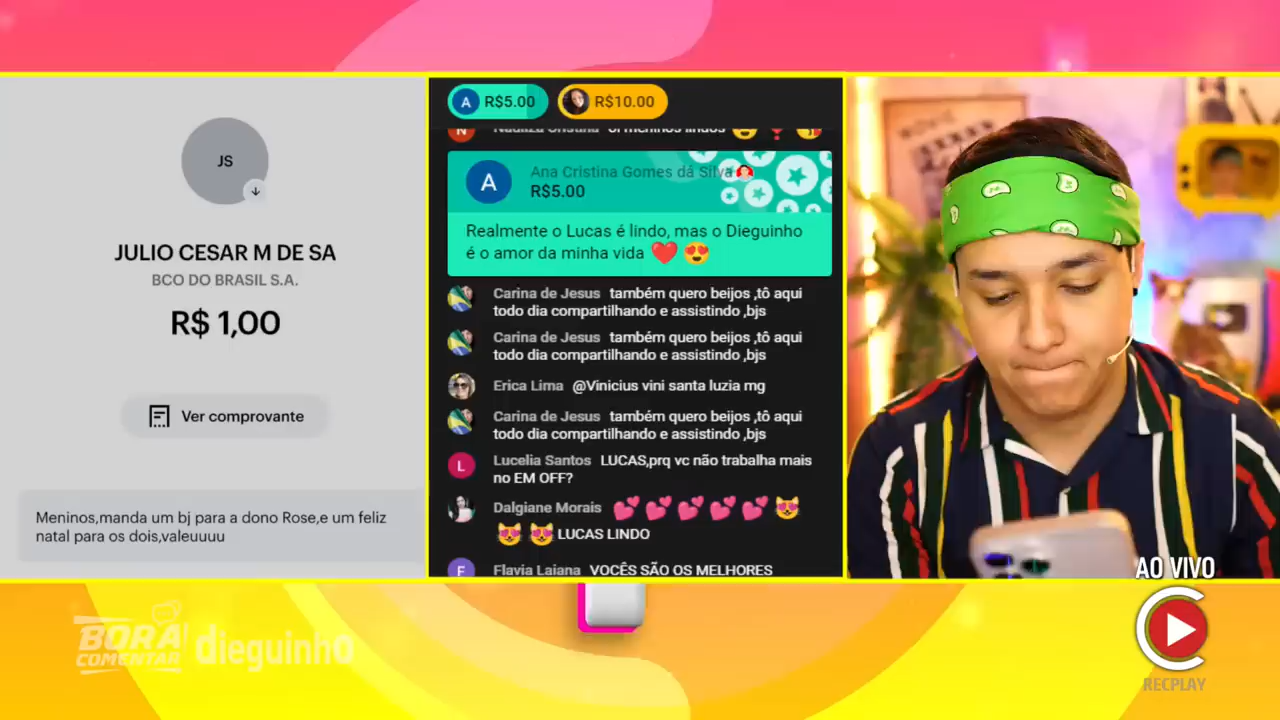 JS
JULIO CESAR M DE SA
BCO DO BRASIL S.A.
R$ 1,00
Ver comprovante
Meninos,manda um bj para a dono Rose,e um feliz
natal para os dois,valeuuuu
A R$5.00
R$10.00
N Nadilza Cristina
A
Ana Cristina Gomes dá Silva
R$5.00
Realmente o Lucas é lindo, mas o Dieguinho
é o amor da minha vida ❤️ 😍
Carina de Jesus também quero beijos ,tô aqui
todo dia compartilhando e assistindo ,bjs
Carina de Jesus também quero beijos ,tô aqui
todo dia compartilhando e assistindo ,bjs
Erica Lima @Vinicius vini santa luzia mg
Carina de Jesus também quero beijos ,tô aqui
todo dia compartilhando e assistindo ,bjs
L Lucelia Santos LUCAS,prq vc não trabalha mais
no EM OFF?
Dalgiane Morais 💕 💕 💕 💕 💕 😻
😻 😻 LUCAS LINDO
F Flavia Laiana VOCÊS SÃO OS MELHORES
AO VIVO
RECPLAY
BORA
COMENTAR
dieguinho